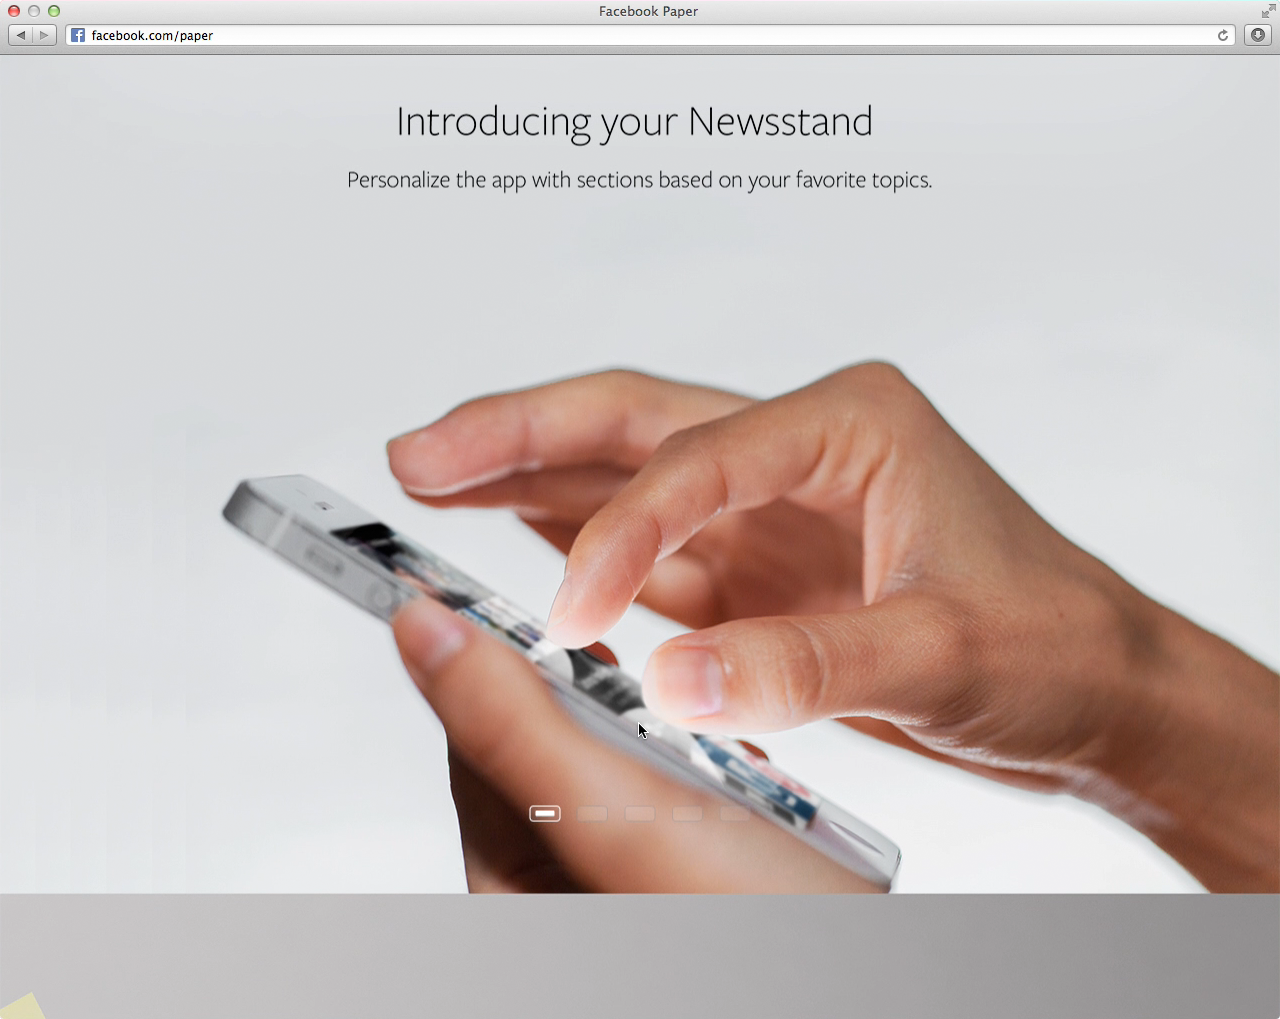 Facebook Paper
facebook.com/paper
Introducing your Newsstand
Personalize the app with sections based on your favorite topics.